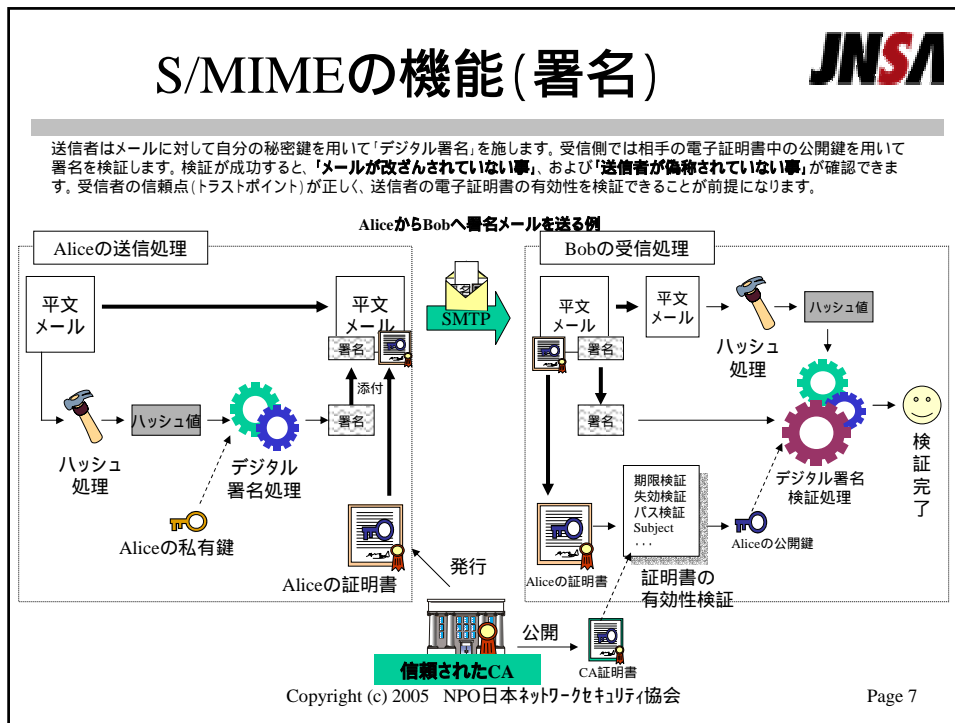 S/MIMEの機能(署名)
JNSA
送信者はメールに対して自分の秘密鍵を用いて「デジタル署名」を施します。受信側では相手の電子証明書中の公開鍵を用いて
署名を検証します。検証が成功すると、「メールが改ざんされていない事」、および「送信者が偽称されていない事」が確認できま
す。受信者の信頼点(トラストポイント)が正しく、送信者の電子証明書の有効性を検証できることが前提になります。
AliceからBobへ署名メールを送る例
Aliceの送信処理
平文
メール
平文
メール
署名
添付
ハッシュ値
署名
ハッシュ
処理
デジタル
署名処理
Aliceの私有鍵
Aliceの証明書
SMTP
Bobの受信処理
平文
メール
平文
メール
ハッシュ値
署名
ハッシュ
処理
署名
デジタル署名
検証処理
検
証
完
了
期限検証
失効検証
パス検証
Subject
...
Aliceの証明書
Aliceの公開鍵
証明書の
有効性検証
発行
公開
信頼されたCA
CA証明書
Copyright (c) 2005 NPO日本ネットワークセキュリティ協会
Page 7